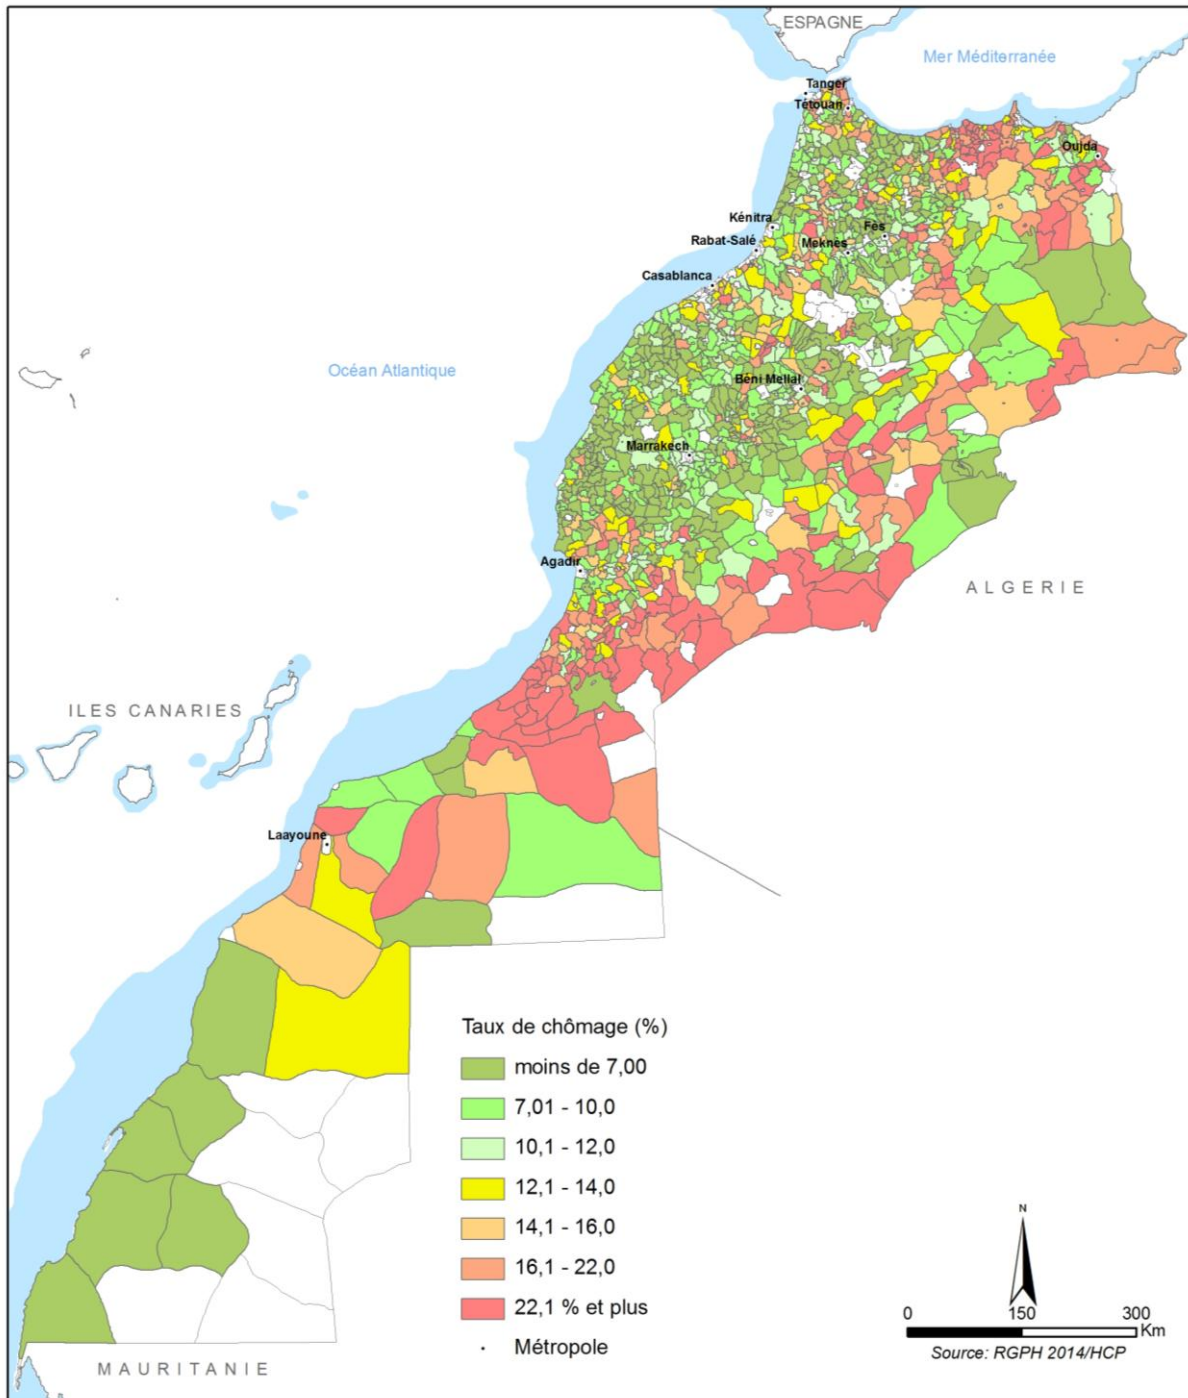 ESPAGNE
Mer Méditerranée
Tanger
Tétouan
Oujda
Kénitra
Rabat-Salé
Fès
Meknes
Casablanca
Océan Atlantique
Béni Mellal
Marrakech
Agadir
ALGERIE
ILES CANARIES
Laayoune
Taux de chômage (%)
moins de 7,00
7,01 - 10,0
10,1 - 12,0
12,1 - 14,0
14,1 - 16,0
16,1 - 22,0
22,1 % et plus
Métropole
N
0 150 300
Km
Source: RGPH 2014/HCP
MAURITANIE